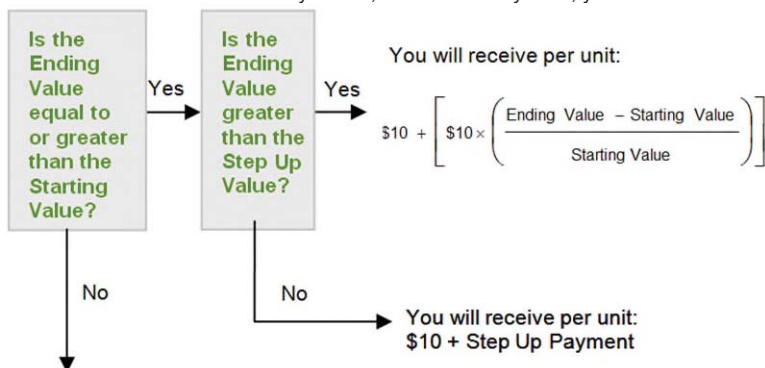 Is the
Ending
Value
equal to
or greater
than the
Starting
Value?
Yes
Is the
Ending
Value
greater
than the
Step Up
Value?
Yes
You will receive per unit:
$10 + [ $10 × ( Ending Value – Starting Value
Starting Value ) ]
No
No
You will receive per unit:
$10 + Step Up Payment